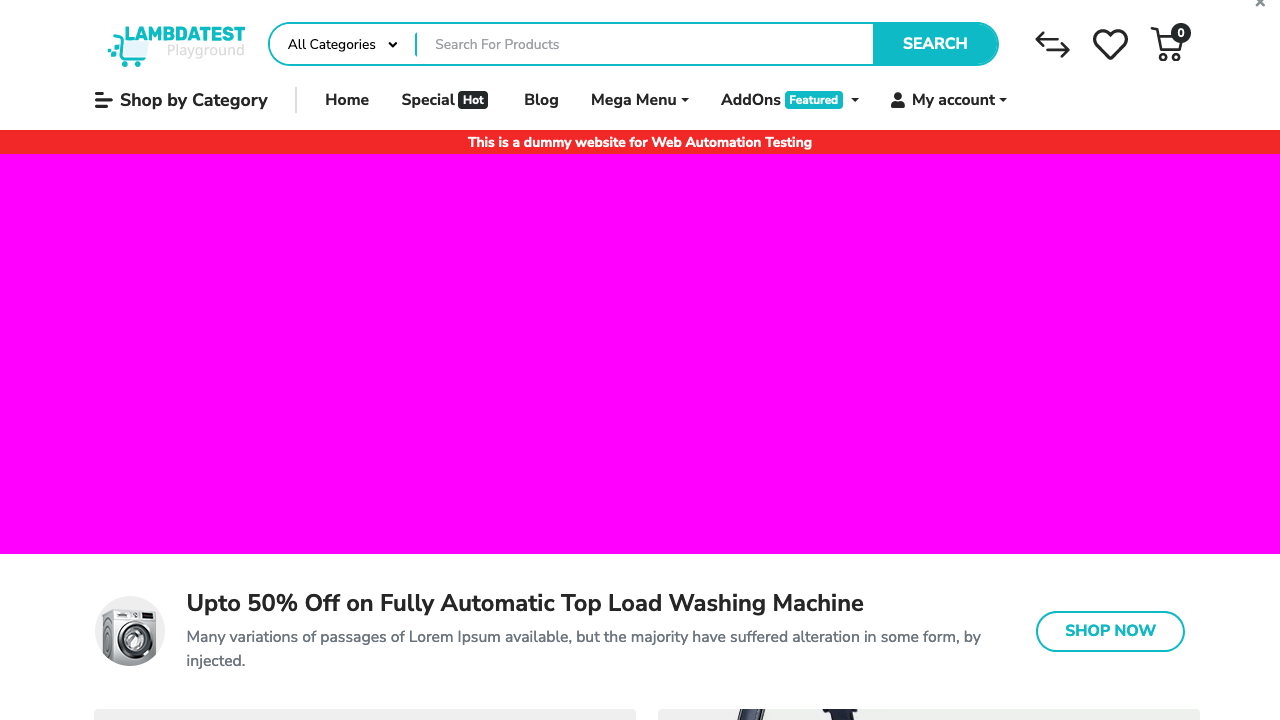 LAMBDATEST
Playground
All Categories
Search For Products
SEARCH
0
Shop by Category
Home
Special Hot
Blog
Mega Menu
AddOns Featured
My account
This is a dummy website for Web Automation Testing
Upto 50% Off on Fully Automatic Top Load Washing Machine
Many variations of passages of Lorem Ipsum available, but the majority have suffered alteration in some form, by
injected.
SHOP NOW